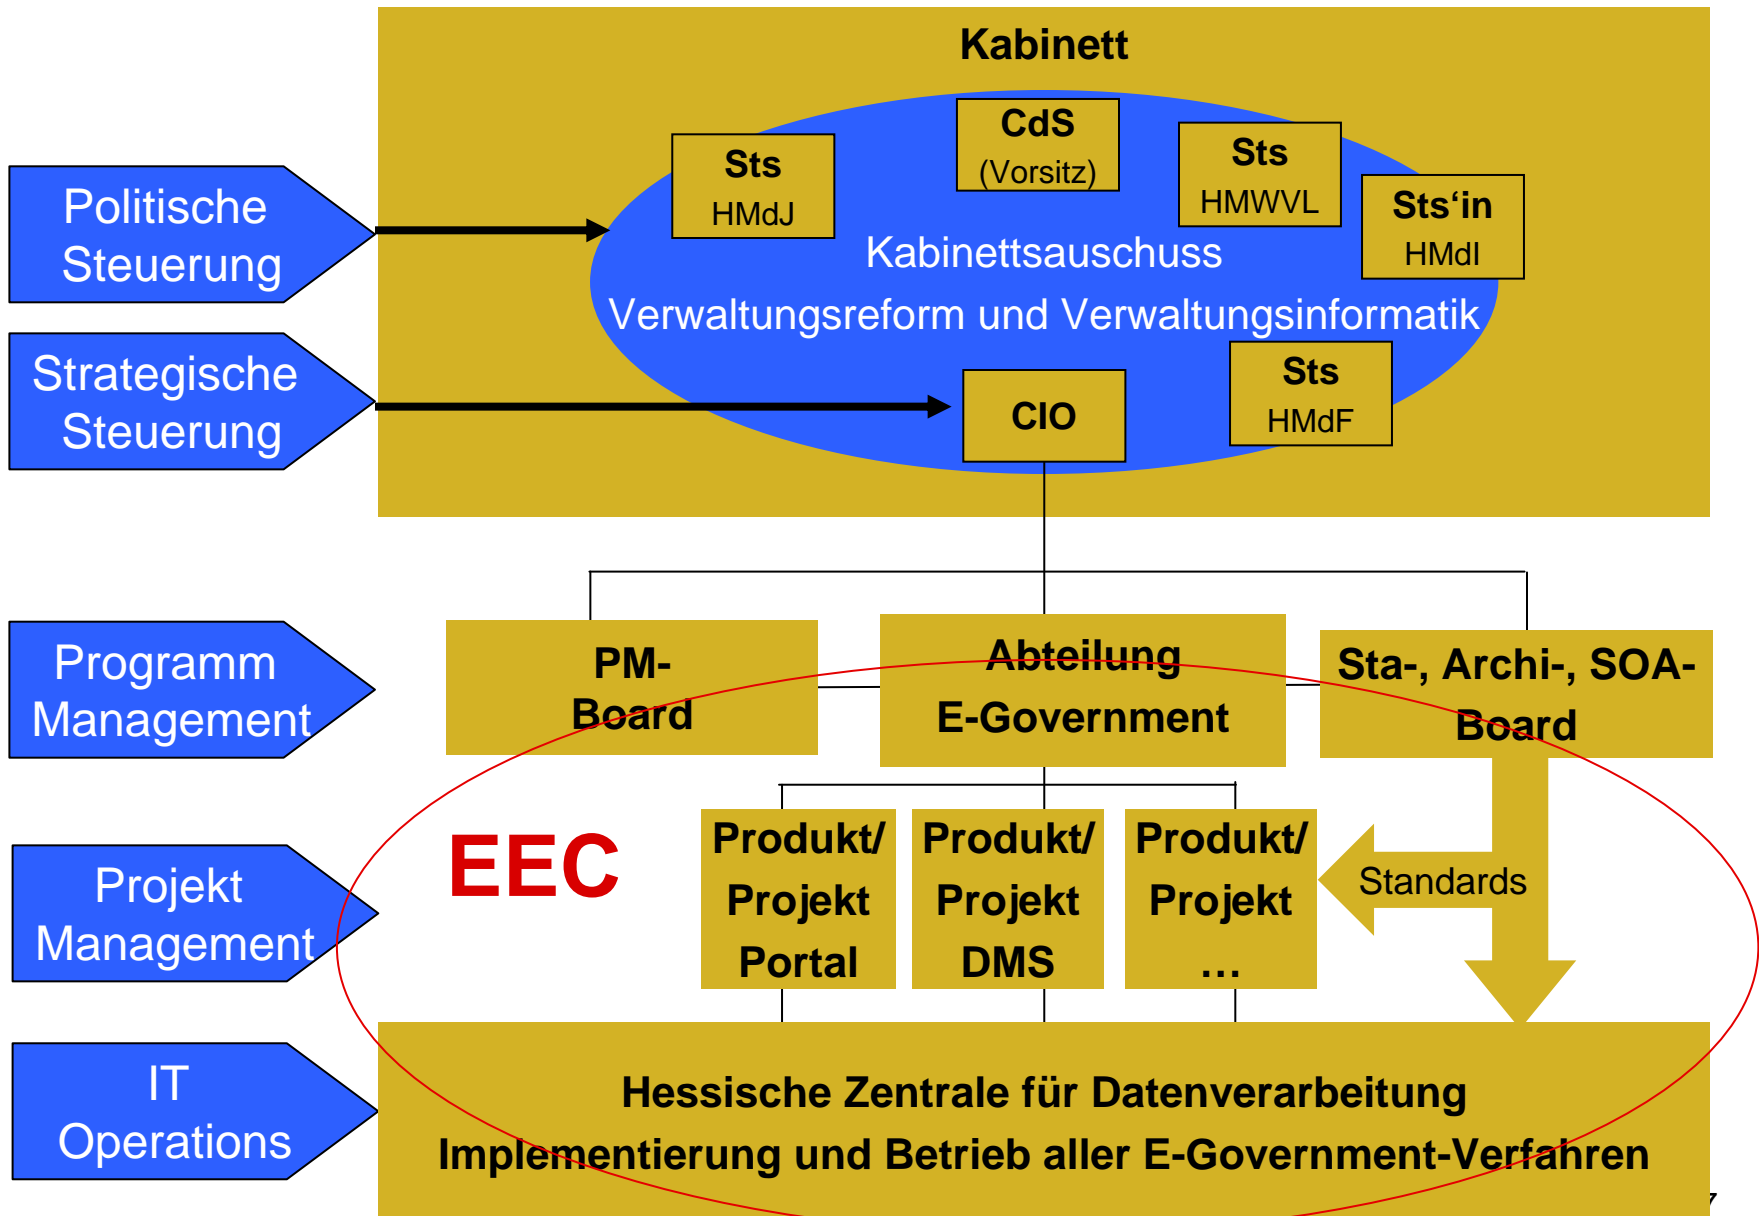 Kabinett
CdS
(Vorsitz)
Sts
HMdJ
Sts
HMWVL
Sts‘in
HMdI
Kabinettsauschuss
Verwaltungsreform und Verwaltungsinformatik
Sts
HMdF
CIO
Politische
Steuerung
Strategische
Steuerung
Programm
Management
PM-
Board
Abteilung
E-Government
Sta-, Archi-, SOA-
Board
Projekt
Management
EEC
Produkt/
Projekt
Portal
Produkt/
Projekt
DMS
Produkt/
Projekt
…
Standards
IT
Operations
Hessische Zentrale für Datenverarbeitung
Implementierung und Betrieb aller E-Government-Verfahren